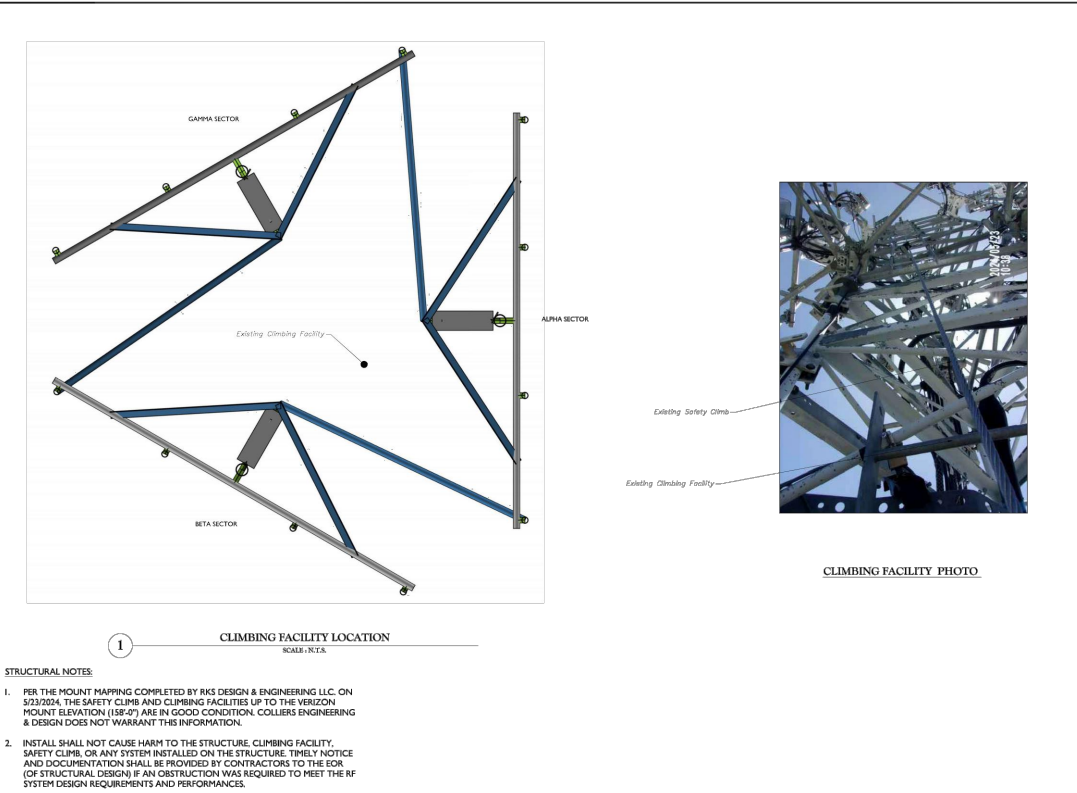 GAMMA SECTOR
ALPHA SECTOR
Existing Climbing Facility
BETA SECTOR
1
CLIMBING FACILITY LOCATION
SCALE : N.T.S.
2024/05/23
10:38
Existing Safety Climb
Existing Climbing Facility
CLIMBING FACILITY PHOTO
STRUCTURAL NOTES:
1. PER THE MOUNT MAPPING COMPLETED BY RKS DESIGN & ENGINEERING LLC. ON
5/23/2024, THE SAFETY CLIMB AND CLIMBING FACILITIES UP TO THE VERIZON
MOUNT ELEVATION (158'-0") ARE IN GOOD CONDITION. COLLIERS ENGINEERING
& DESIGN DOES NOT WARRANT THIS INFORMATION.
2. INSTALL SHALL NOT CAUSE HARM TO THE STRUCTURE, CLIMBING FACILITY,
SAFETY CLIMB, OR ANY SYSTEM INSTALLED ON THE STRUCTURE. TIMELY NOTICE
AND DOCUMENTATION SHALL BE PROVIDED BY CONTRACTORS TO THE EOR
(OF STRUCTURAL DESIGN) IF AN OBSTRUCTION WAS REQUIRED TO MEET THE RF
SYSTEM DESIGN REQUIREMENTS AND PERFORMANCES.